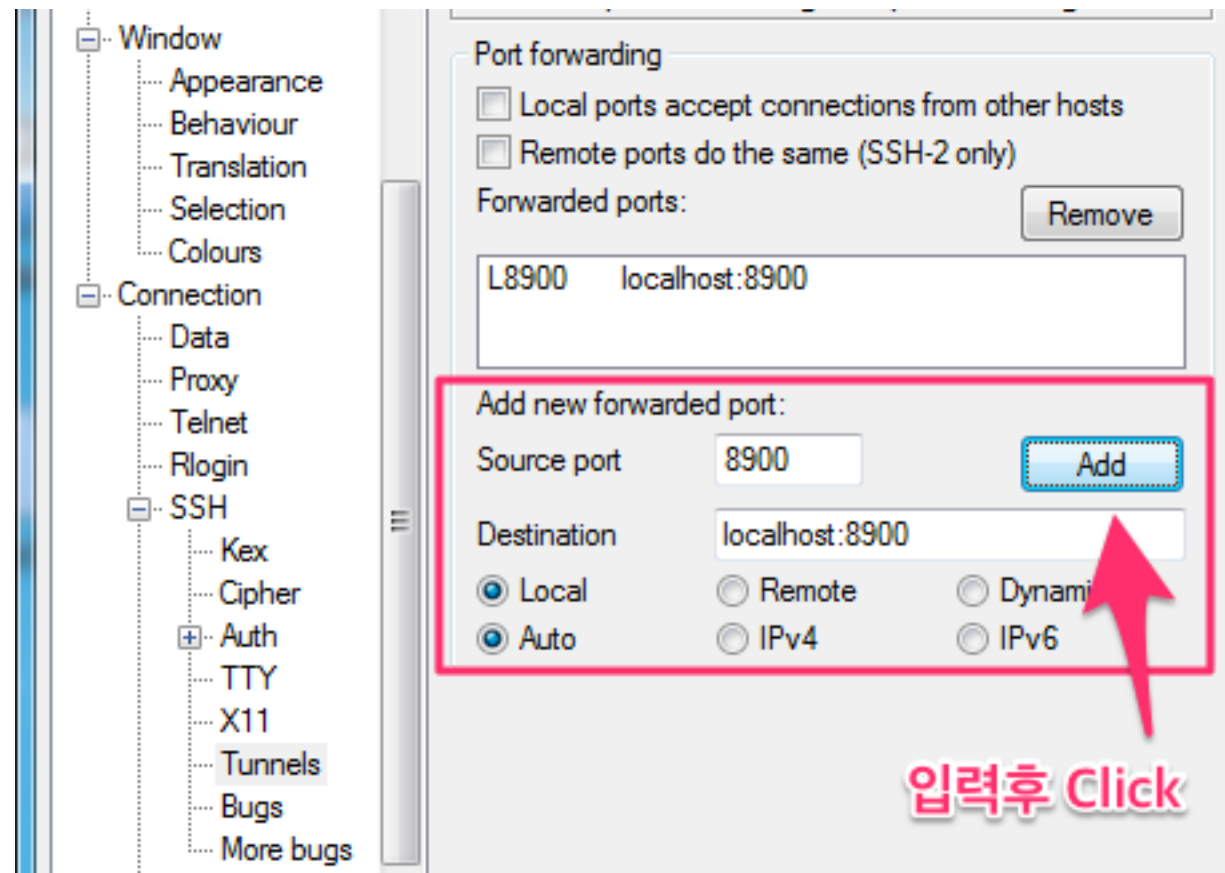 Window
Appearance
Behaviour
Translation
Selection
Colours
Connection
Data
Proxy
Telnet
Rlogin
SSH
Kex
Cipher
Auth
TTY
X11
Tunnels
Bugs
More bugs
Port forwarding
Local ports accept connections from other hosts
Remote ports do the same (SSH-2 only)
Forwarded ports:
Remove
L8900 localhost:8900
Add new forwarded port:
Source port 8900 Add
Destination localhost:8900
Local Remote Dynami
Auto IPv4 IPv6
입력후 Click